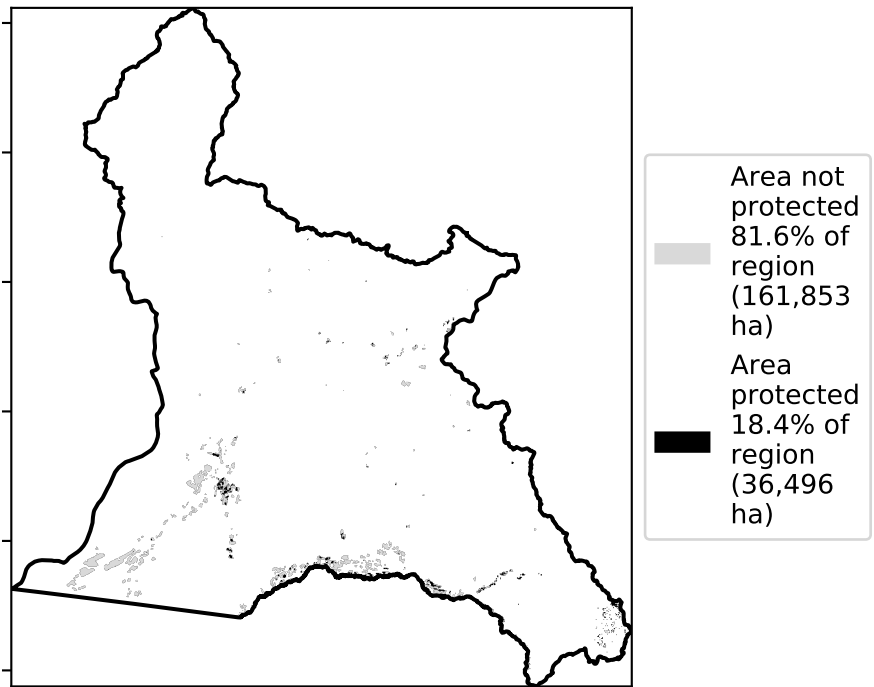 Area not
protected
81.6% of
region
(161,853
ha)
Area
protected
18.4% of
region
(36,496
ha)